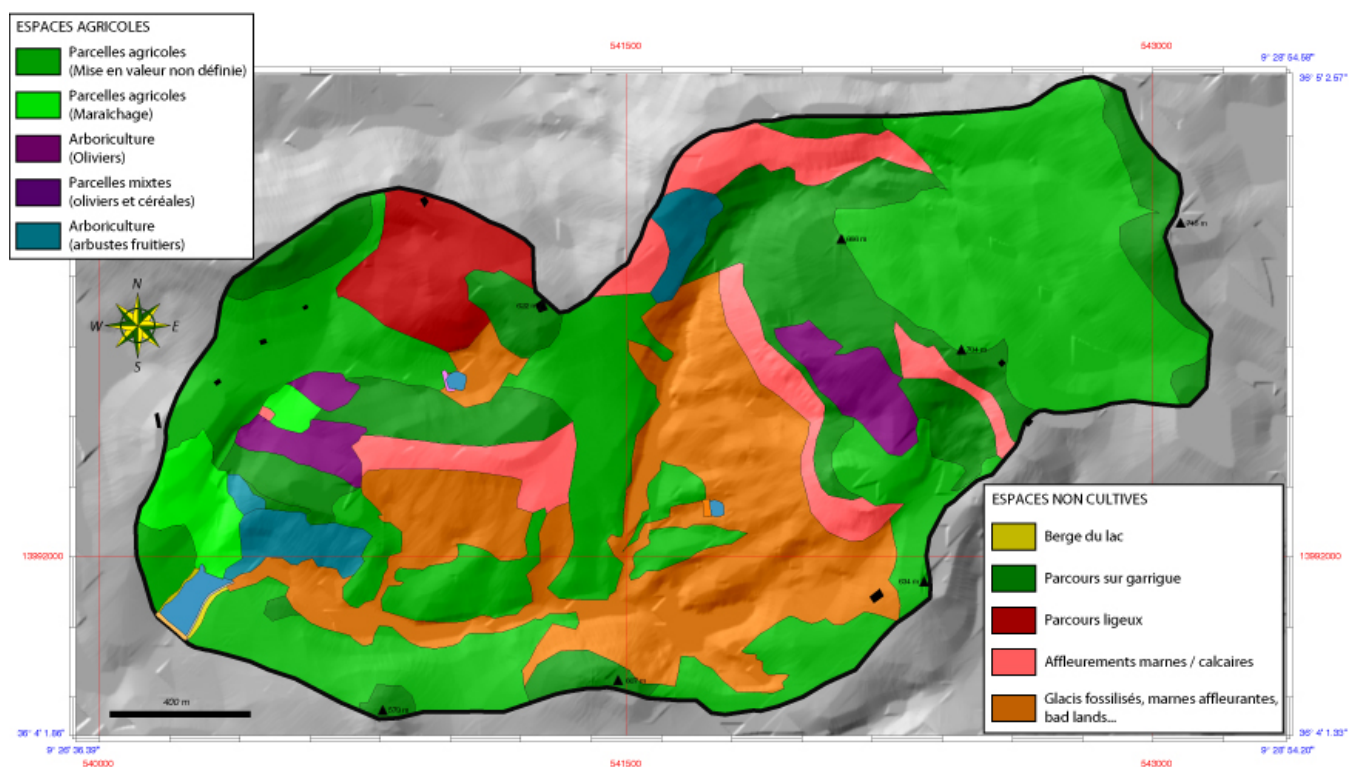 ESPACES AGRICOLES
Parcelles agricoles
(Mise en valeur non définie)
Parcelles agricoles
(Maraîchage)
Arboriculture
(Oliviers)
Parcelles mixtes
(oliviers et céréales)
Arboriculture
(arbustes fruitiers)
541500
543000
9° 28' 54.56"
36° 5' 2.57"
N
W
E
S
704 m
ESPACES NON CULTIVES
Berge du lac
Parcours sur garrigue
Parcours ligeux
Affleurements marnes / calcaires
Glacis fossilisés, marnes affleurantes,
bad lands...
13992000
13992000
400 m
36° 4' 1.86"
9° 26' 36.39"
540000
541500
543000
36° 4' 1.33"
9° 28' 54.20"